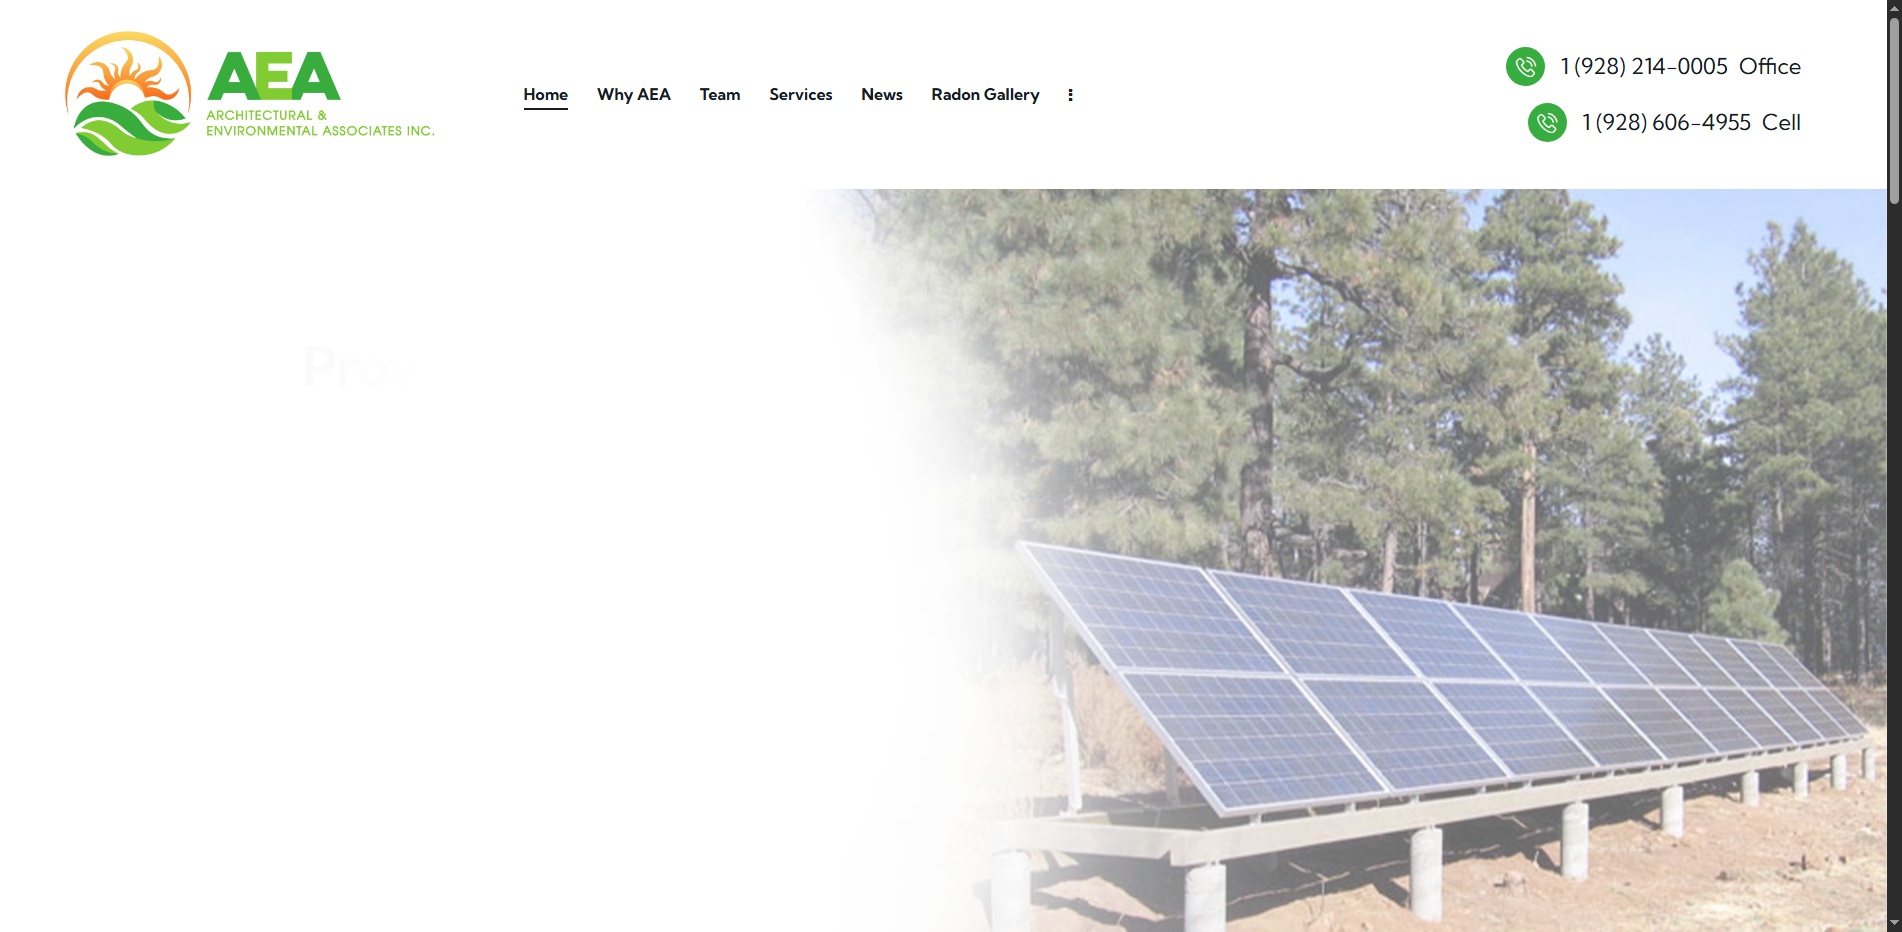 AEA
ARCHITECTURAL &
ENVIRONMENTAL ASSOCIATES INC.
Home Why AEA Team Services News Radon Gallery
1 (928) 214-0005 Office
1 (928) 606-4955 Cell
Prov